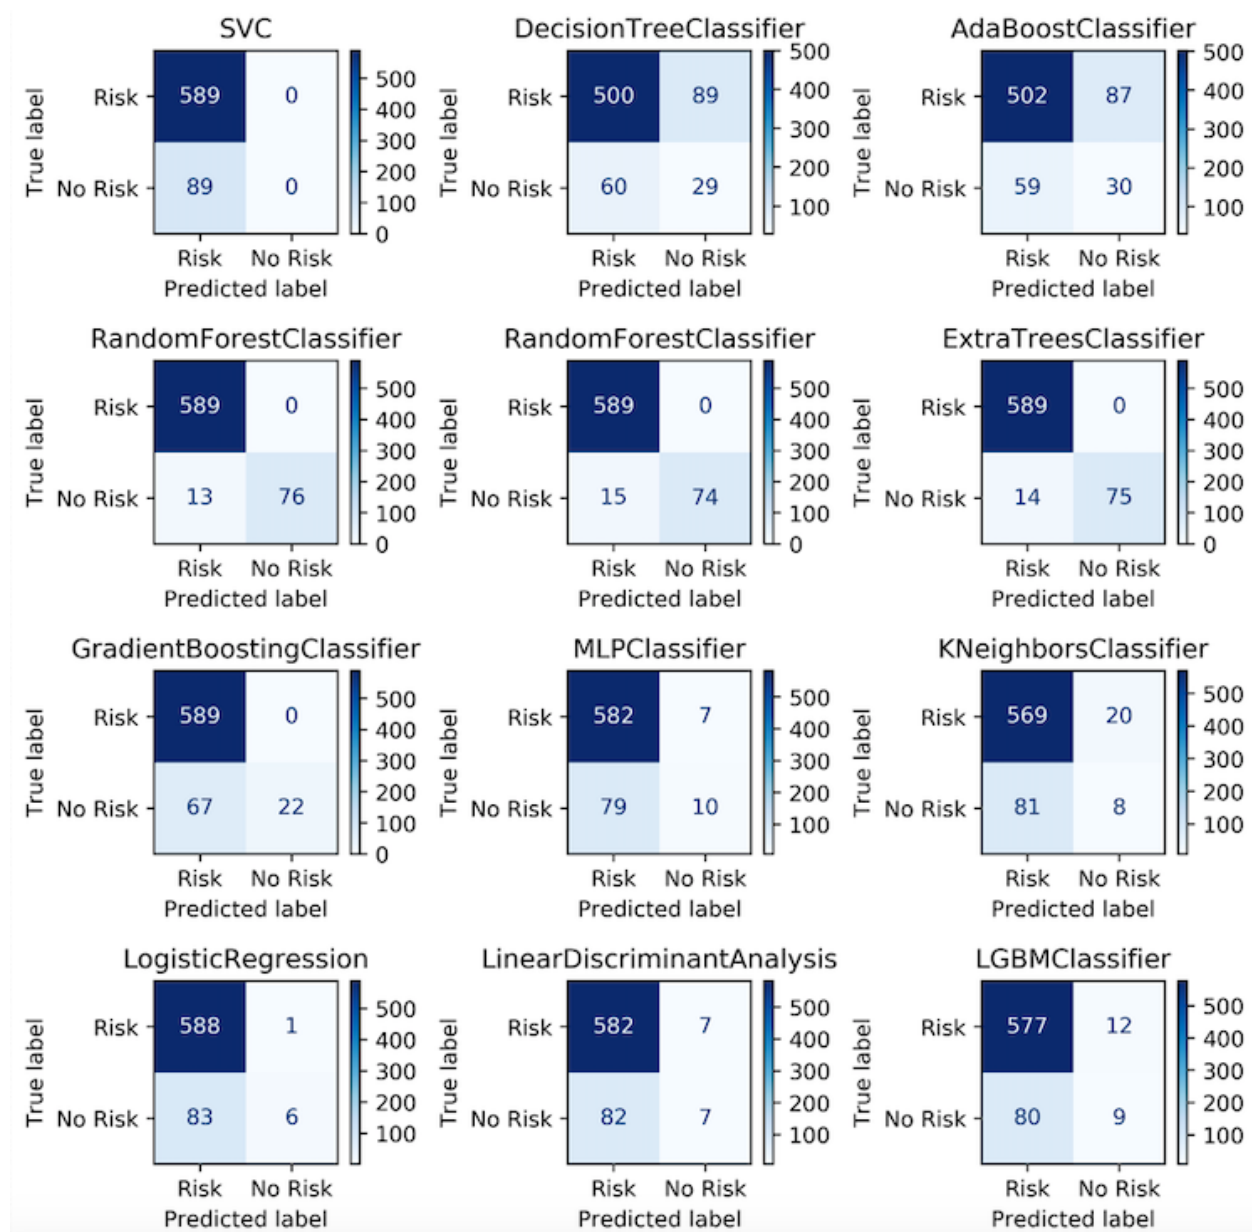 SVC
500
400
300
200
100
0
True label
Risk
No Risk
589 0
89 0
Risk No Risk
Predicted label
DecisionTreeClassifier
500
400
300
200
100
True label
Risk
No Risk
500 89
60 29
Risk No Risk
Predicted label
AdaBoostClassifier
500
400
300
200
100
True label
Risk
No Risk
502 87
59 30
Risk No Risk
Predicted label
RandomForestClassifier
500
400
300
200
100
0
True label
Risk
No Risk
589 0
13 76
Risk No Risk
Predicted label
RandomForestClassifier
500
400
300
200
100
0
True label
Risk
No Risk
589 0
15 74
Risk No Risk
Predicted label
ExtraTreesClassifier
500
400
300
200
100
0
True label
Risk
No Risk
589 0
14 75
Risk No Risk
Predicted label
GradientBoostingClassifier
500
400
300
200
100
0
True label
Risk
No Risk
589 0
67 22
Risk No Risk
Predicted label
MLPClassifier
500
400
300
200
100
True label
Risk
No Risk
582 7
79 10
Risk No Risk
Predicted label
KNeighborsClassifier
500
400
300
200
100
True label
Risk
No Risk
569 20
81 8
Risk No Risk
Predicted label
LogisticRegression
500
400
300
200
100
True label
Risk
No Risk
588 1
83 6
Risk No Risk
Predicted label
LinearDiscriminantAnalysis
500
400
300
200
100
True label
Risk
No Risk
582 7
82 7
Risk No Risk
Predicted label
LGBMClassifier
500
400
300
200
100
True label
Risk
No Risk
577 12
80 9
Risk No Risk
Predicted label